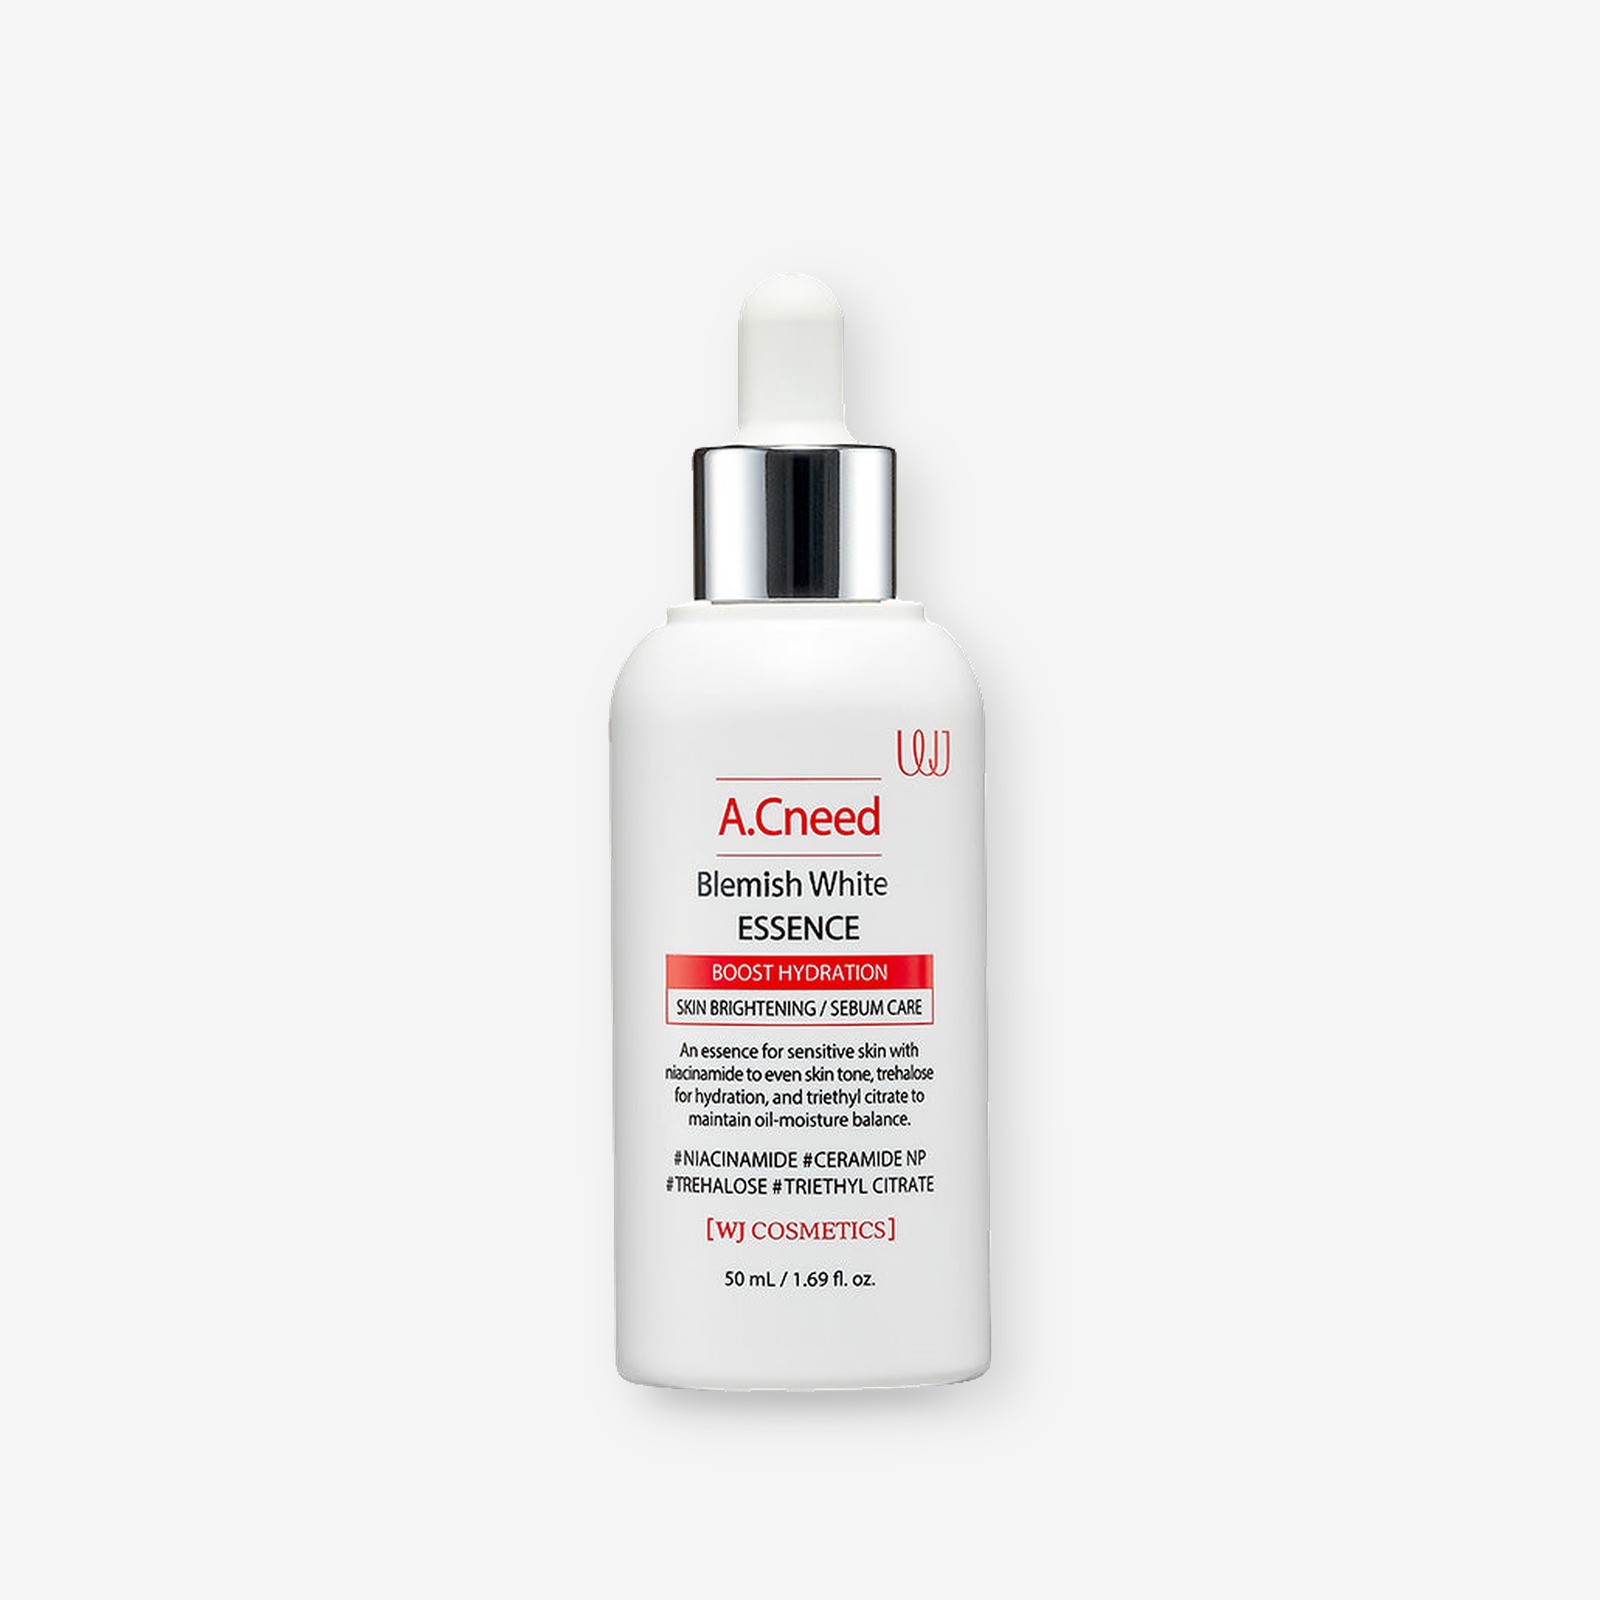 WJ
A.Cneed
Blemish White
ESSENCE
BOOST HYDRATION
SKIN BRIGHTENING / SEBUM CARE
An essence for sensitive skin with
niacinamide to even skin tone, trehalose
for hydration, and triethyl citrate to
maintain oil-moisture balance.
#NIACINAMIDE #CERAMIDE NP
#TREHALOSE #TRIETHYL CITRATE
[WJ COSMETICS]
50 mL / 1.69 fl. oz.